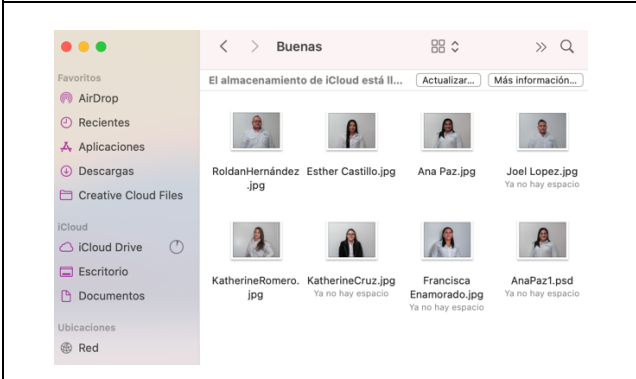 Buenas
Favoritos
AirDrop
Recientes
Aplicaciones
Descargas
Creative Cloud Files
iCloud
iCloud Drive
Escritorio
Documentos
Ubicaciones
Red
El almacenamiento de iCloud está ll...
Actualizar...
Más información...
RoldanHernández
.jpg
Esther Castillo.jpg
Ana Paz.jpg
Joel Lopez.jpg
Ya no hay espacio
KatherineRomero.
jpg
KatherineCruz.jpg
Ya no hay espacio
Francisca
Enamorado.jpg
Ya no hay espacio
AnaPaz1.psd
Ya no hay espacio